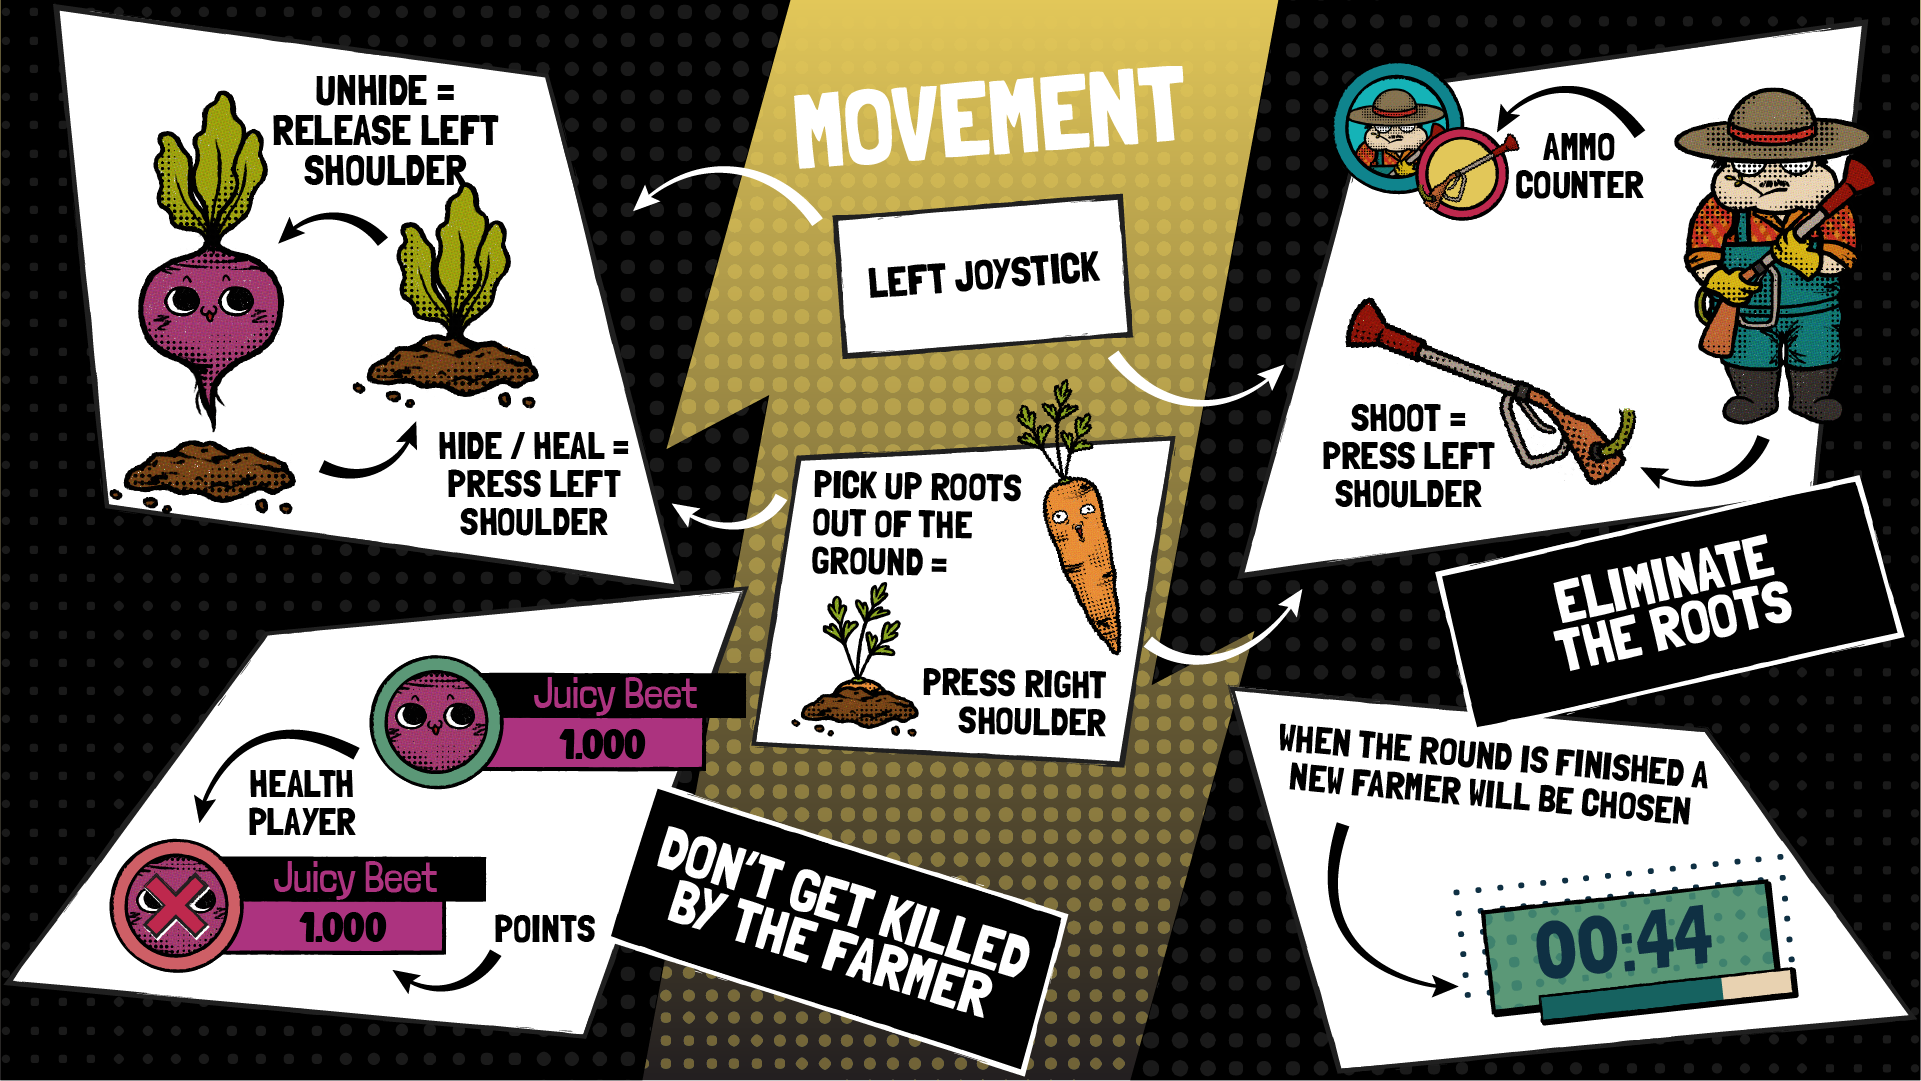 UNHIDE =
RELEASE LEFT
SHOULDER
HIDE / HEAL =
PRESS LEFT
SHOULDER
MOVEMENT
LEFT JOYSTICK
PICK UP ROOTS
OUT OF THE
GROUND =
PRESS RIGHT
SHOULDER
AMMO
COUNTER
SHOOT =
PRESS LEFT
SHOULDER
ELIMINATE
THE ROOTS
Juicy Beet
1.000
HEALTH
PLAYER
Juicy Beet
1.000
POINTS
DON'T GET KILLED
BY THE FARMER
WHEN THE ROUND IS FINISHED A
NEW FARMER WILL BE CHOSEN
00:44